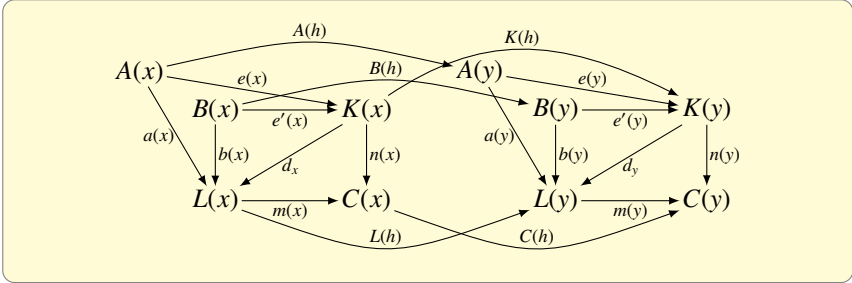 A(h) K(h)
A(x) e(x) B(h) A(y) e(y)
B(x) e′(x) K(x) B(y) e′(y) K(y)
a(x) b(x) d_x n(x) a(y) b(y) d_y n(y)
L(x) m(x) C(x) L(y) m(y) C(y)
L(h) C(h)